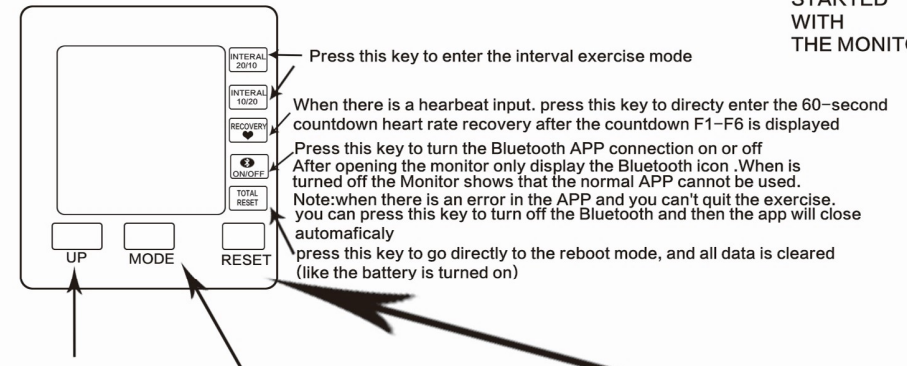 STARTED
WITH
INTERAL
20/10
Press this key to enter the interval exercise mode
INTERAL
10/20
RECOVERY
When there is a hearbeat input. press this key to directy enter the 60-second
countdown heart rate recovery after the countdown F1-F6 is displayed
ON/OFF
Press this key to turn the Bluetooth APP connection on or off
After opening the monitor only display the Bluetooth icon .When is
turned off the Monitor shows that the normal APP cannot be used.
TOTAL
RESET
Note:when there is an error in the APP and you can't quit the exercise.
you can press this key to turn off the Bluetooth and then the app will close
automaficaly
press this key to go directly to the reboot mode, and all data is cleared
(like the battery is turned on)
UP
MODE
RESET
THE